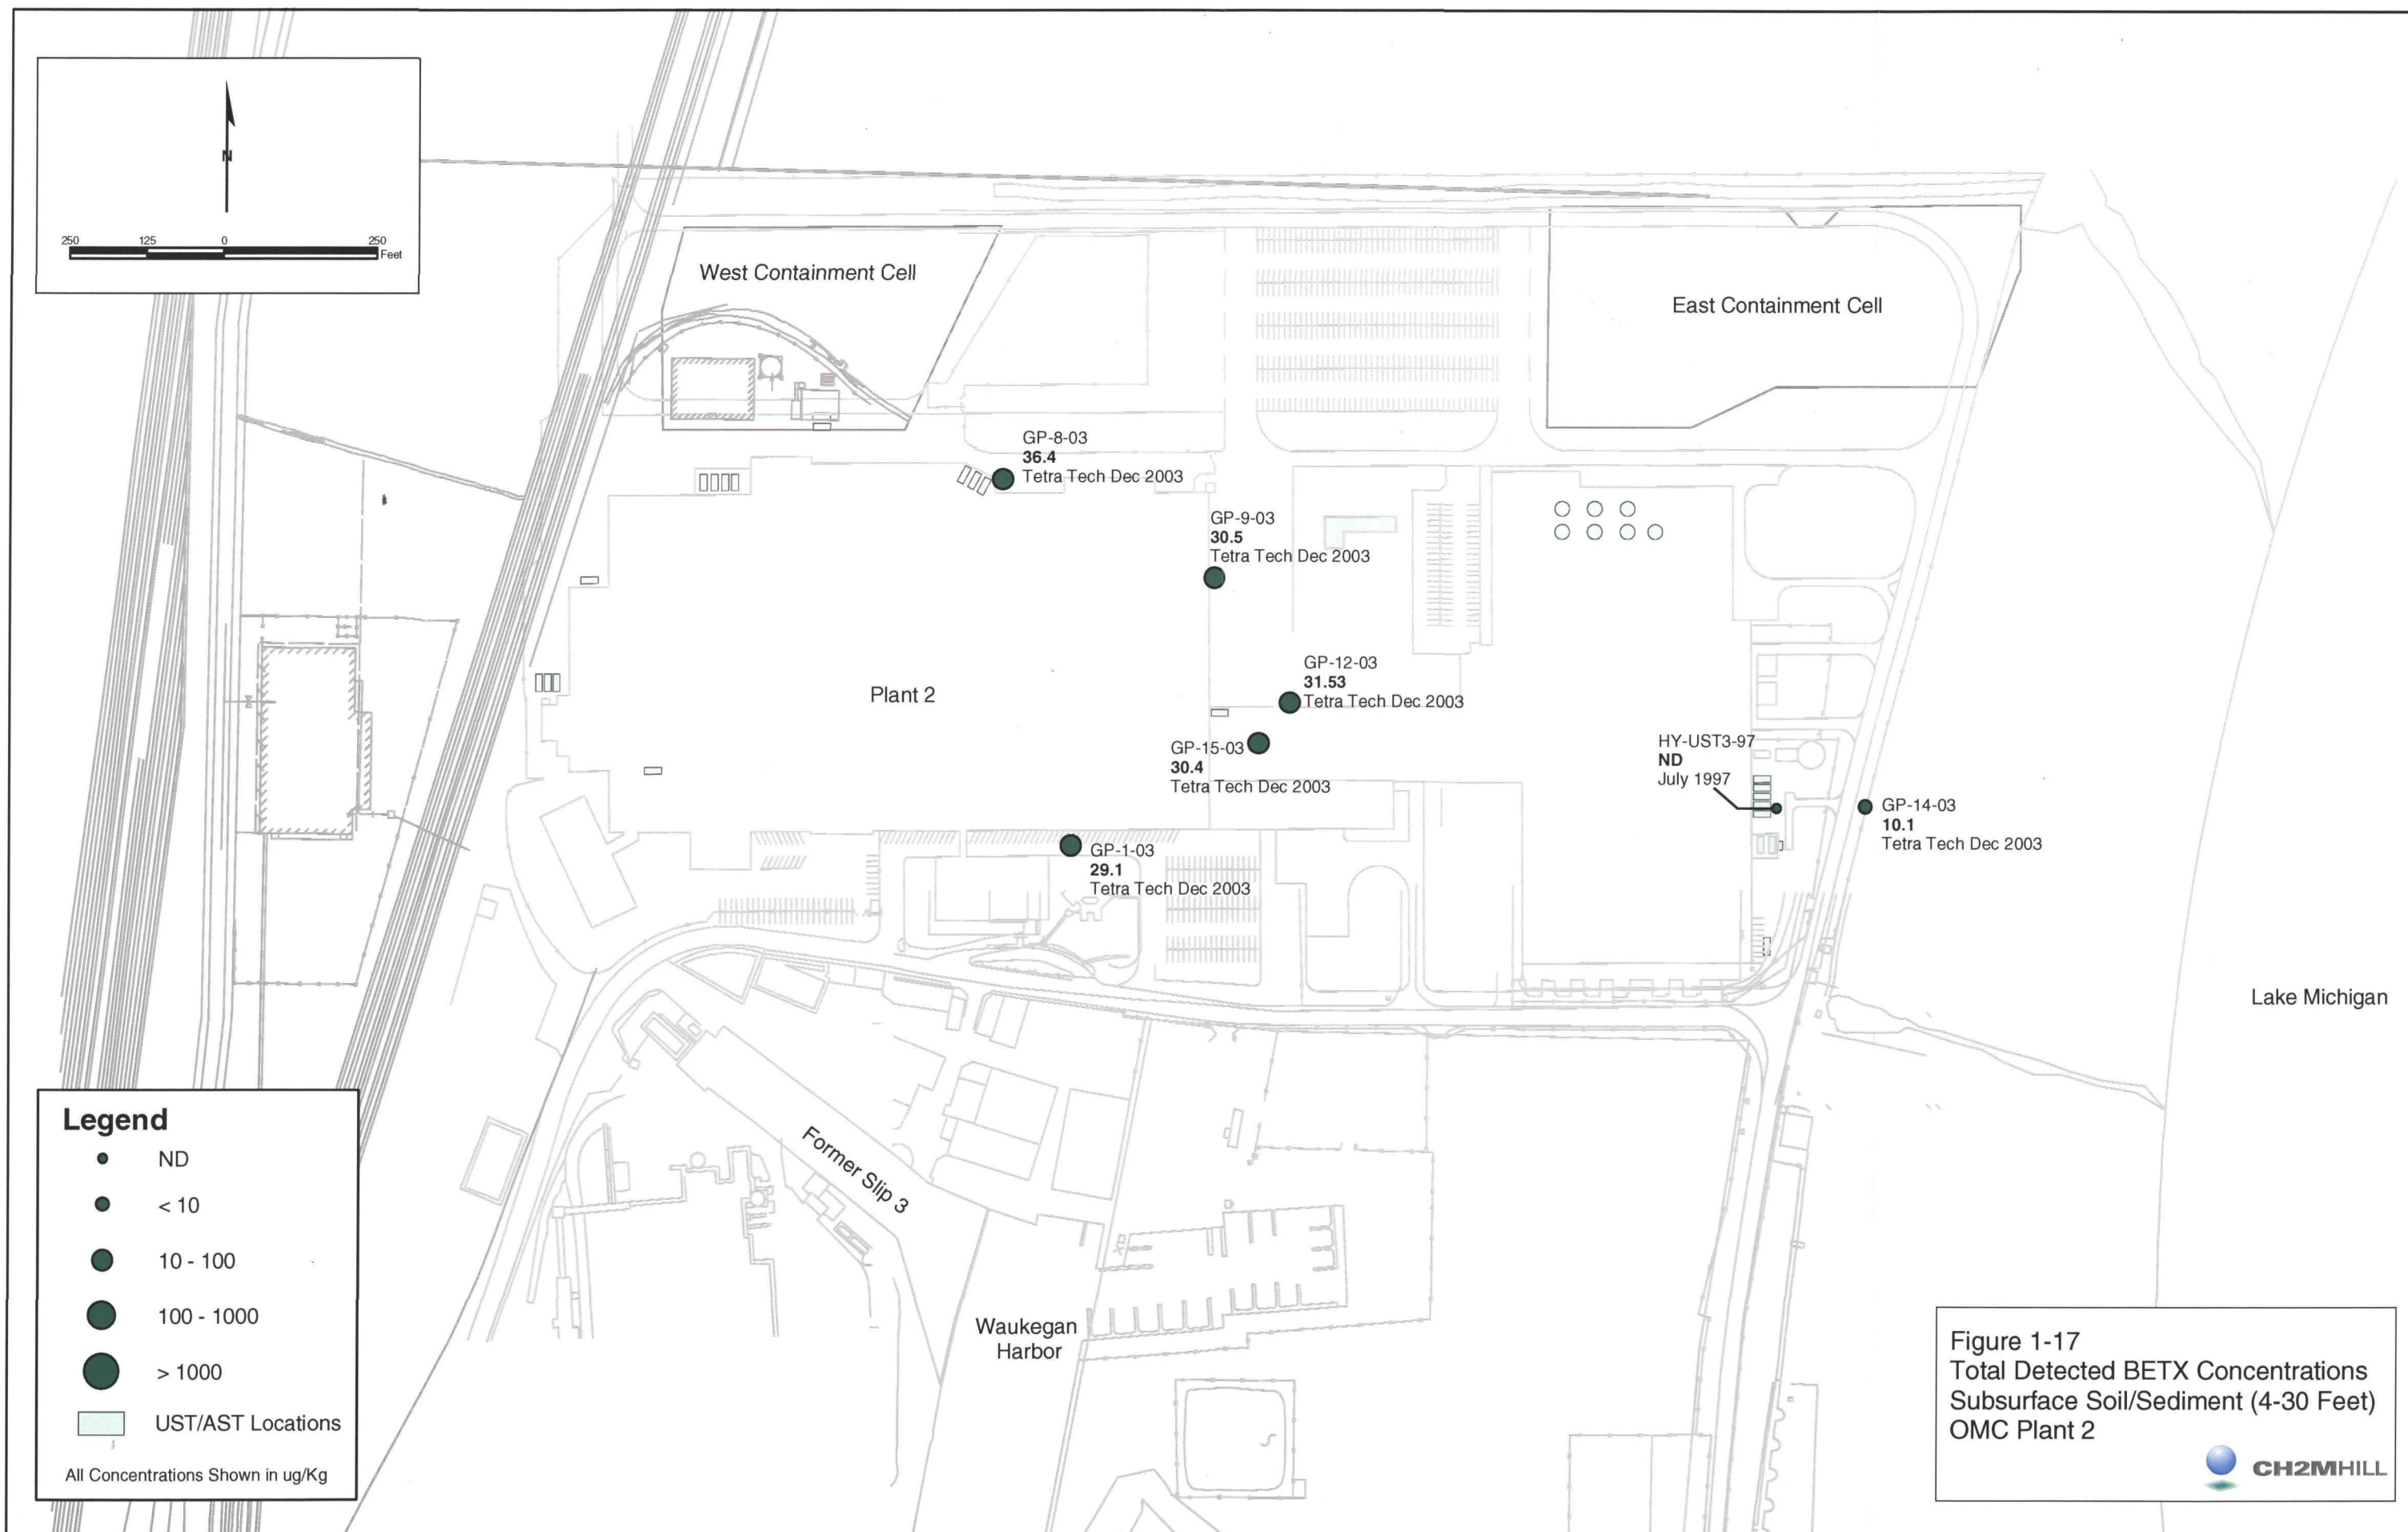 N
250 125 0 250
Feet
West Containment Cell
East Containment Cell
GP-8-03
36.4
Tetra Tech Dec 2003
GP-9-03
30.5
Tetra Tech Dec 2003
GP-12-03
31.53
Tetra Tech Dec 2003
Plant 2
GP-15-03
30.4
Tetra Tech Dec 2003
HY-UST3-97
ND
July 1997
GP-14-03
10.1
Tetra Tech Dec 2003
GP-1-03
29.1
Tetra Tech Dec 2003
Lake Michigan
Former Slip 3
Waukegan
Harbor
Legend
ND
< 10
10 - 100
100 - 1000
> 1000
UST/AST Locations
All Concentrations Shown in ug/Kg
Figure 1-17
Total Detected BETX Concentrations
Subsurface Soil/Sediment (4-30 Feet)
OMC Plant 2
CH2MHILL